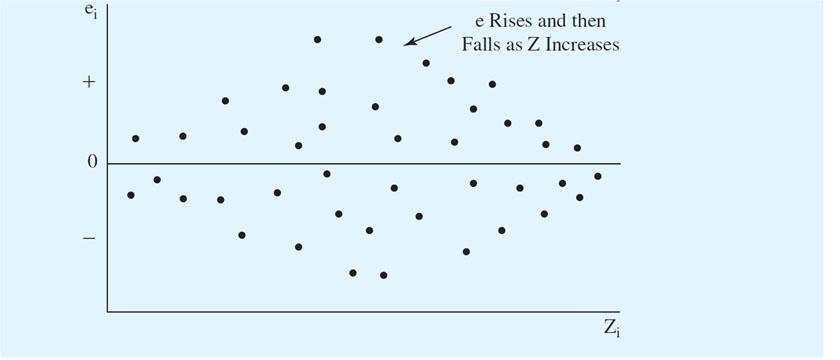 eᵢ
e Rises and then
Falls as Z Increases
+
0
−
Zᵢ